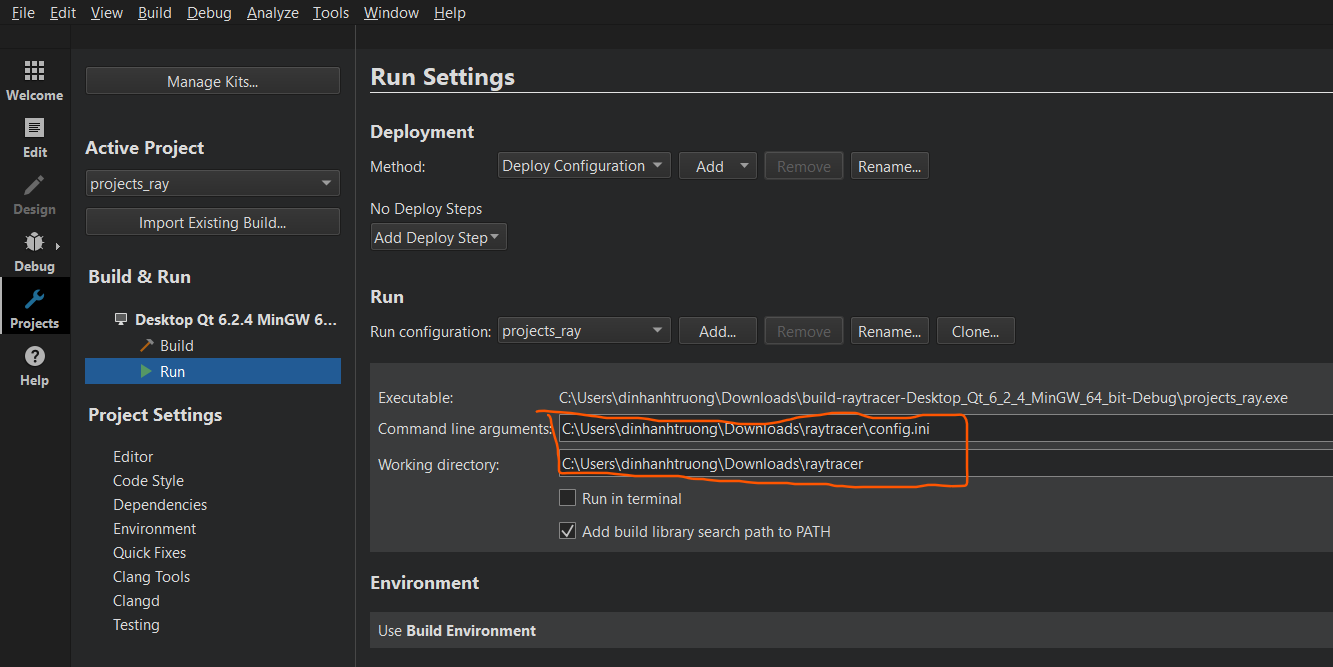 File Edit View Build Debug Analyze Tools Window Help
Welcome
Edit
Design
Debug
Projects
Help
Manage Kits...
Active Project
projects_ray
Import Existing Build...
Build & Run
Desktop Qt 6.2.4 MinGW 6...
Build
Run
Project Settings
Editor
Code Style
Dependencies
Environment
Quick Fixes
Clang Tools
Clangd
Testing
Run Settings
Deployment
Method: Deploy Configuration Add Remove Rename...
No Deploy Steps
Add Deploy Step
Run
Run configuration: projects_ray Add... Remove Rename... Clone...
Executable: C:\Users\dinhanhtruong\Downloads\build-raytracer-Desktop_Qt_6_2_4_MinGW_64_bit-Debug\projects_ray.exe
Command line arguments: C:\Users\dinhanhtruong\Downloads\raytracer\config.ini
Working directory: C:\Users\dinhanhtruong\Downloads\raytracer
Run in terminal
Add build library search path to PATH
Environment
Use Build Environment